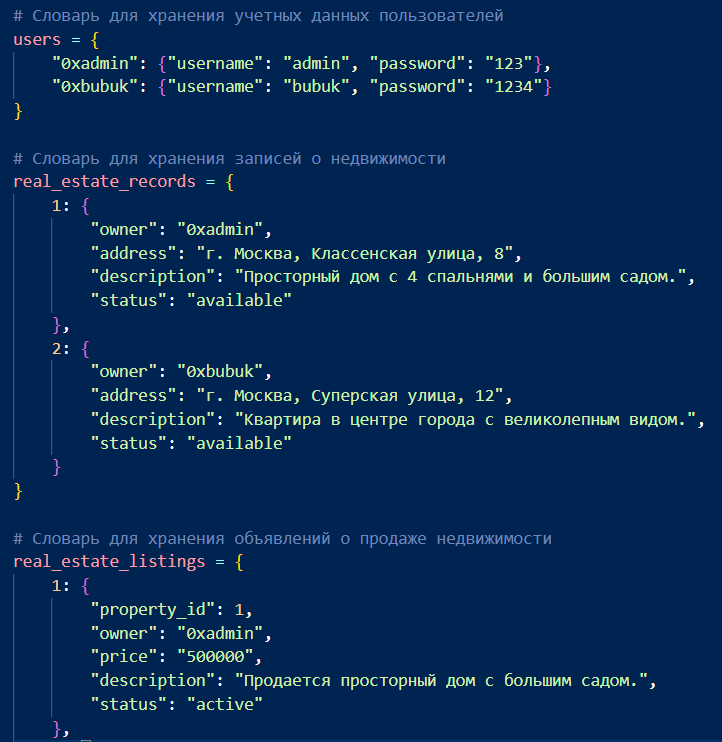 # Словарь для хранения учетных данных пользователей
users = {
    "0xadmin": {"username": "admin", "password": "123"},
    "0xbubuk": {"username": "bubuk", "password": "1234"}
}

# Словарь для хранения записей о недвижимости
real_estate_records = {
    1: {
        "owner": "0xadmin",
        "address": "г. Москва, Классенская улица, 8",
        "description": "Просторный дом с 4 спальнями и большим садом.",
        "status": "available"
    },
    2: {
        "owner": "0xbubuk",
        "address": "г. Москва, Суперская улица, 12",
        "description": "Квартира в центре города с великолепным видом.",
        "status": "available"
    }
}

# Словарь для хранения объявлений о продаже недвижимости
real_estate_listings = {
    1: {
        "property_id": 1,
        "owner": "0xadmin",
        "price": "500000",
        "description": "Продается просторный дом с большим садом.",
        "status": "active"
    },